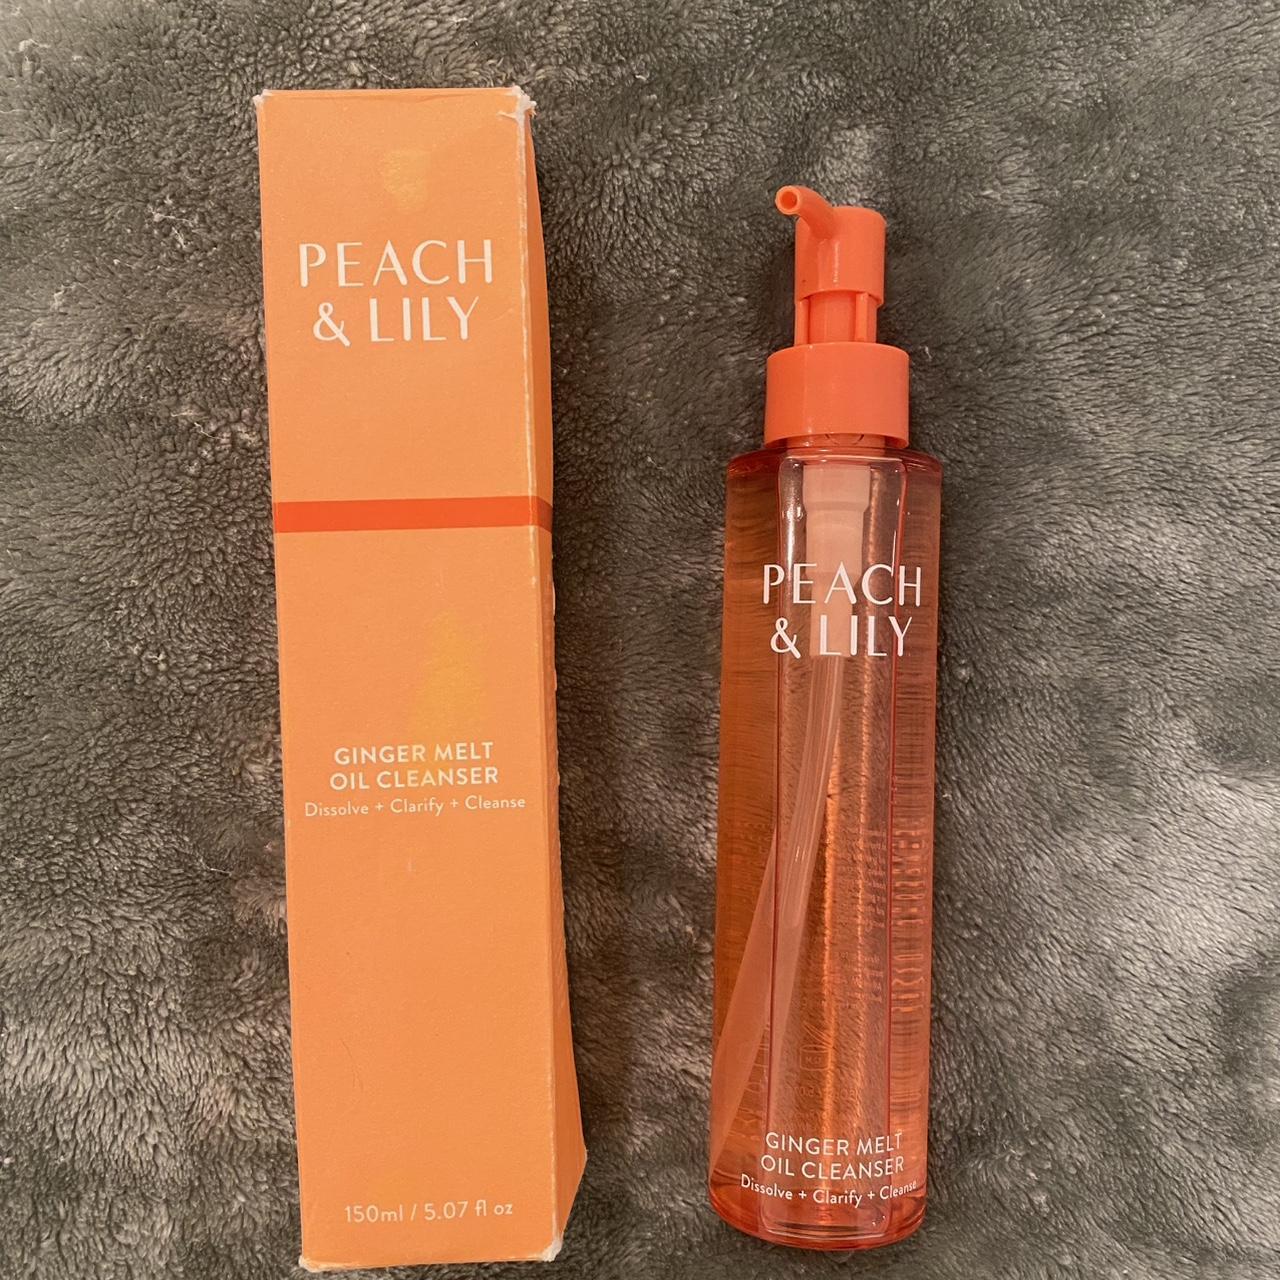 PEACH
& LILY
GINGER MELT
OIL CLEANSER
Dissolve + Clarify + Cleanse
150ml / 5.07 fl oz
PEACH
& LILY
GINGER MELT
OIL CLEANSER
Dissolve + Clarify + Cleanse